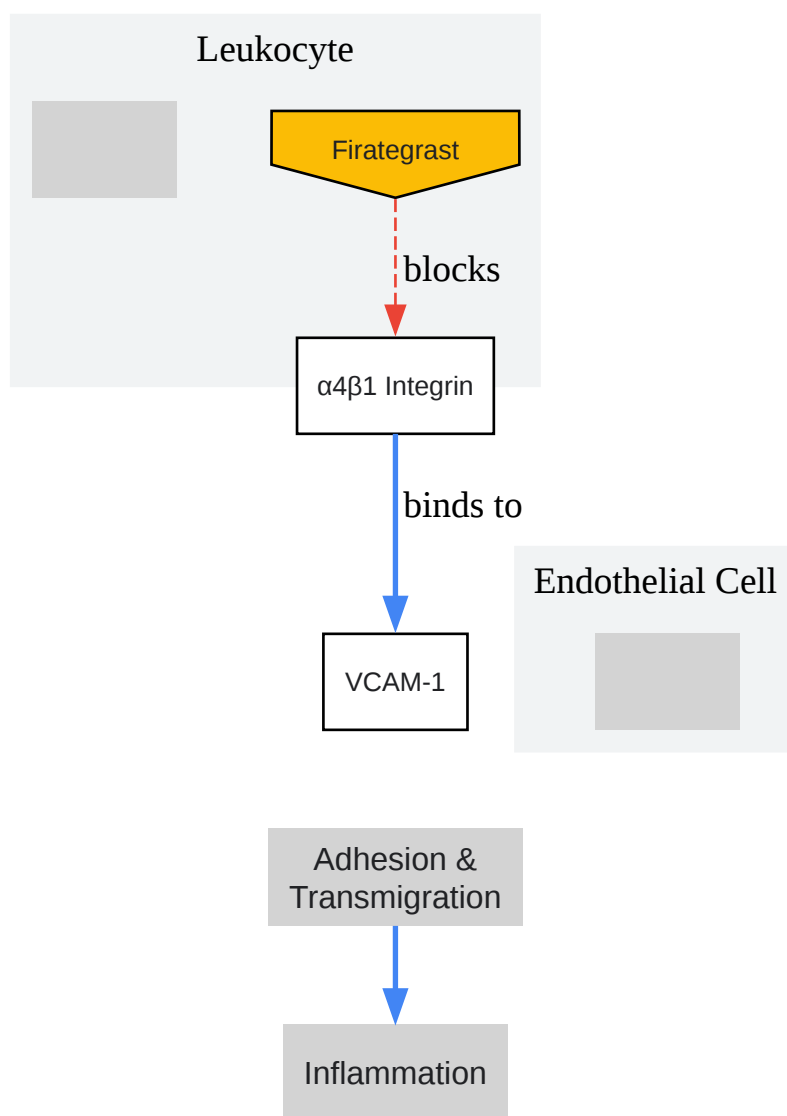 Leukocyte
Firategrast
blocks
α4β1 Integrin
binds to
Endothelial Cell
VCAM-1
Adhesion &
Transmigration
Inflammation